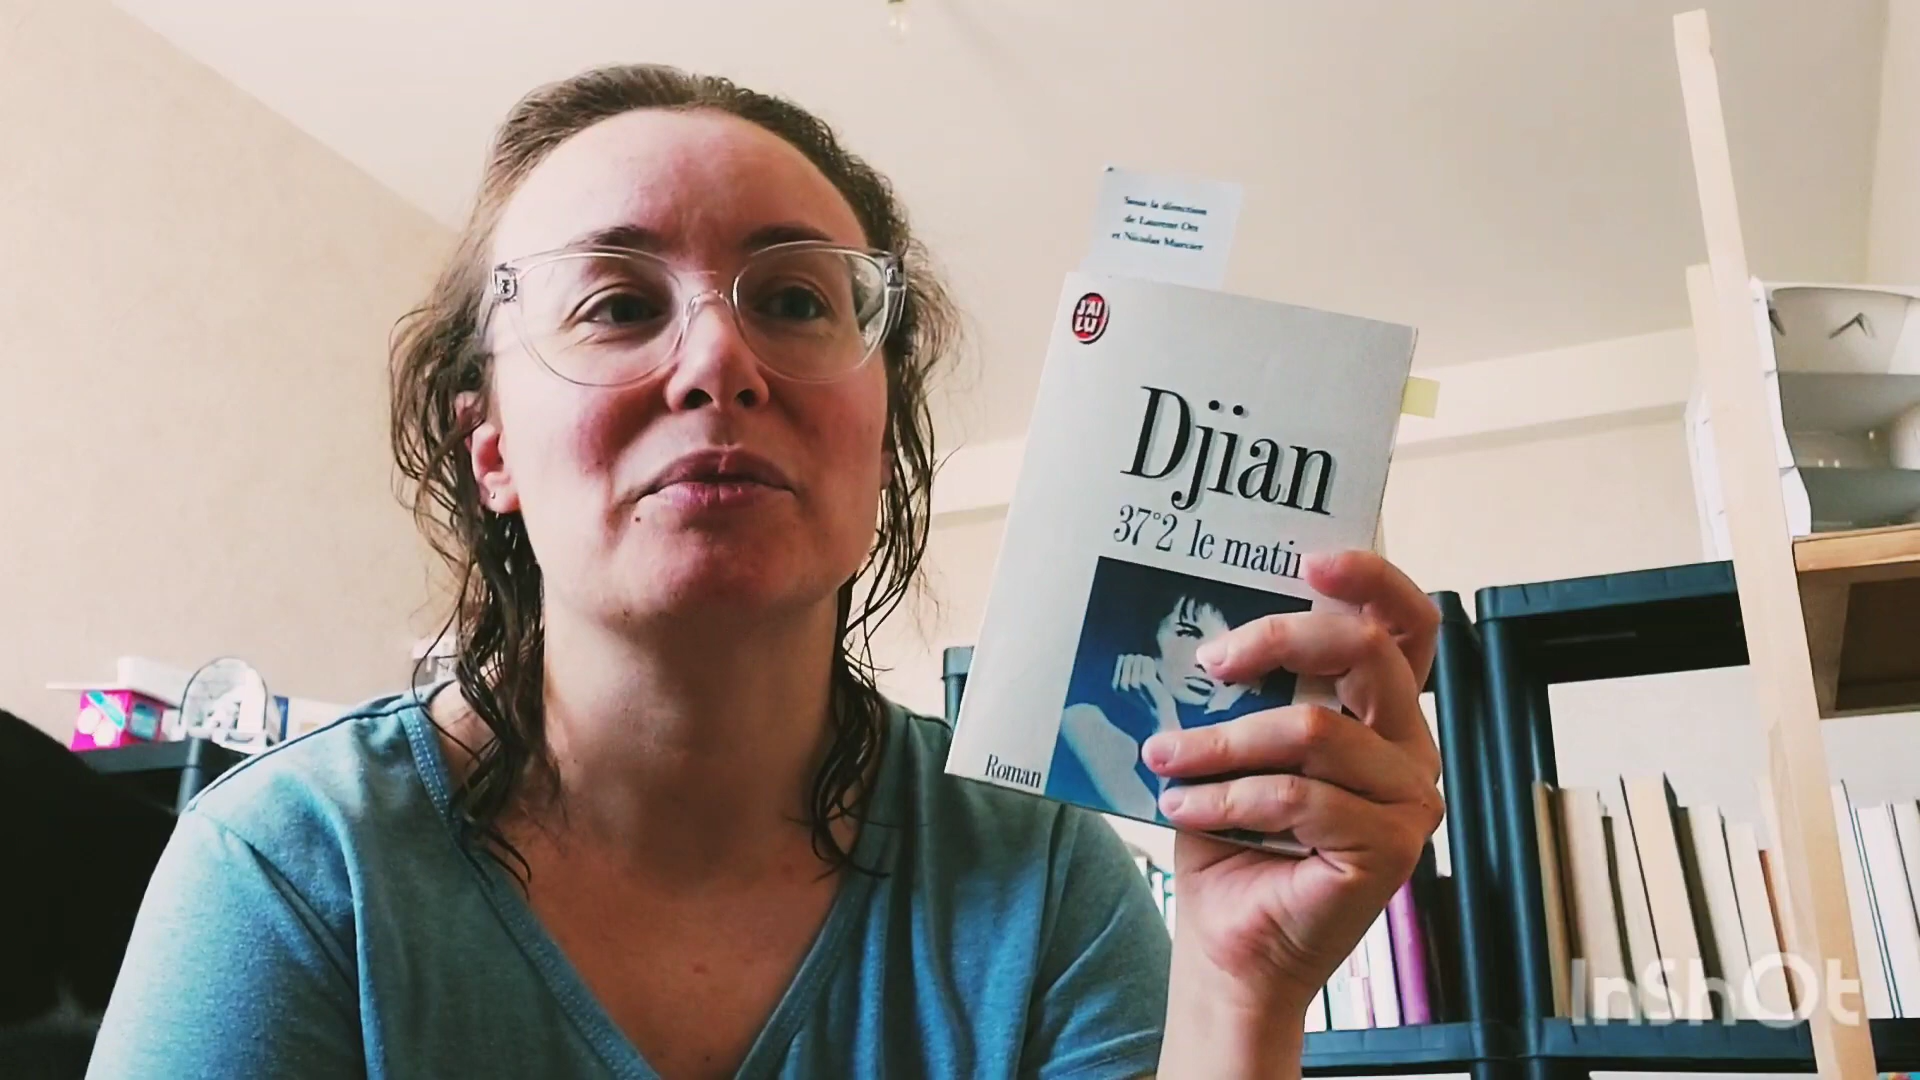 Sous la direction
de Laurent Ott
et Nicolas Murcier
J'AI
LU
Djian
37°2 le matin
Roman
InShOt